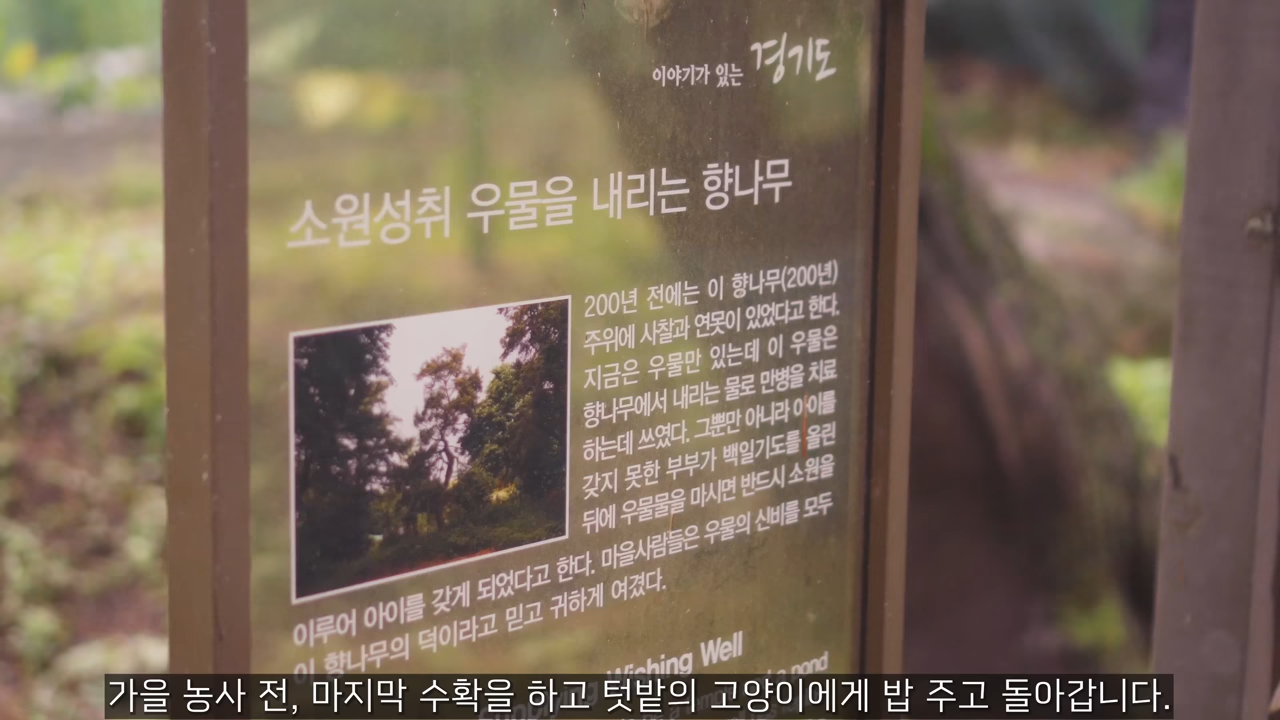 이야기가 있는 경기도
소원성취 우물을 내리는 향나무
200년 전에는 이 향나무(200년)
주위에 사찰과 연못이 있었다고 한다.
지금은 우물만 있는데 이 우물은
향나무에서 내리는 물로 만병을 치료
하는데 쓰였다. 그뿐만 아니라 아이를
갖지 못한 부부가 백일기도를 올린
뒤에 우물물을 마시면 반드시 소원을
이루어 아이를 갖게 되었다고 한다. 마을사람들은 우물의 신비를 모두
이 향나무의 덕이라고 믿고 귀하게 여겼다.
Wishing Well
a pond
가을 농사 전, 마지막 수확을 하고 텃밭의 고양이에게 밥 주고 돌아갑니다.